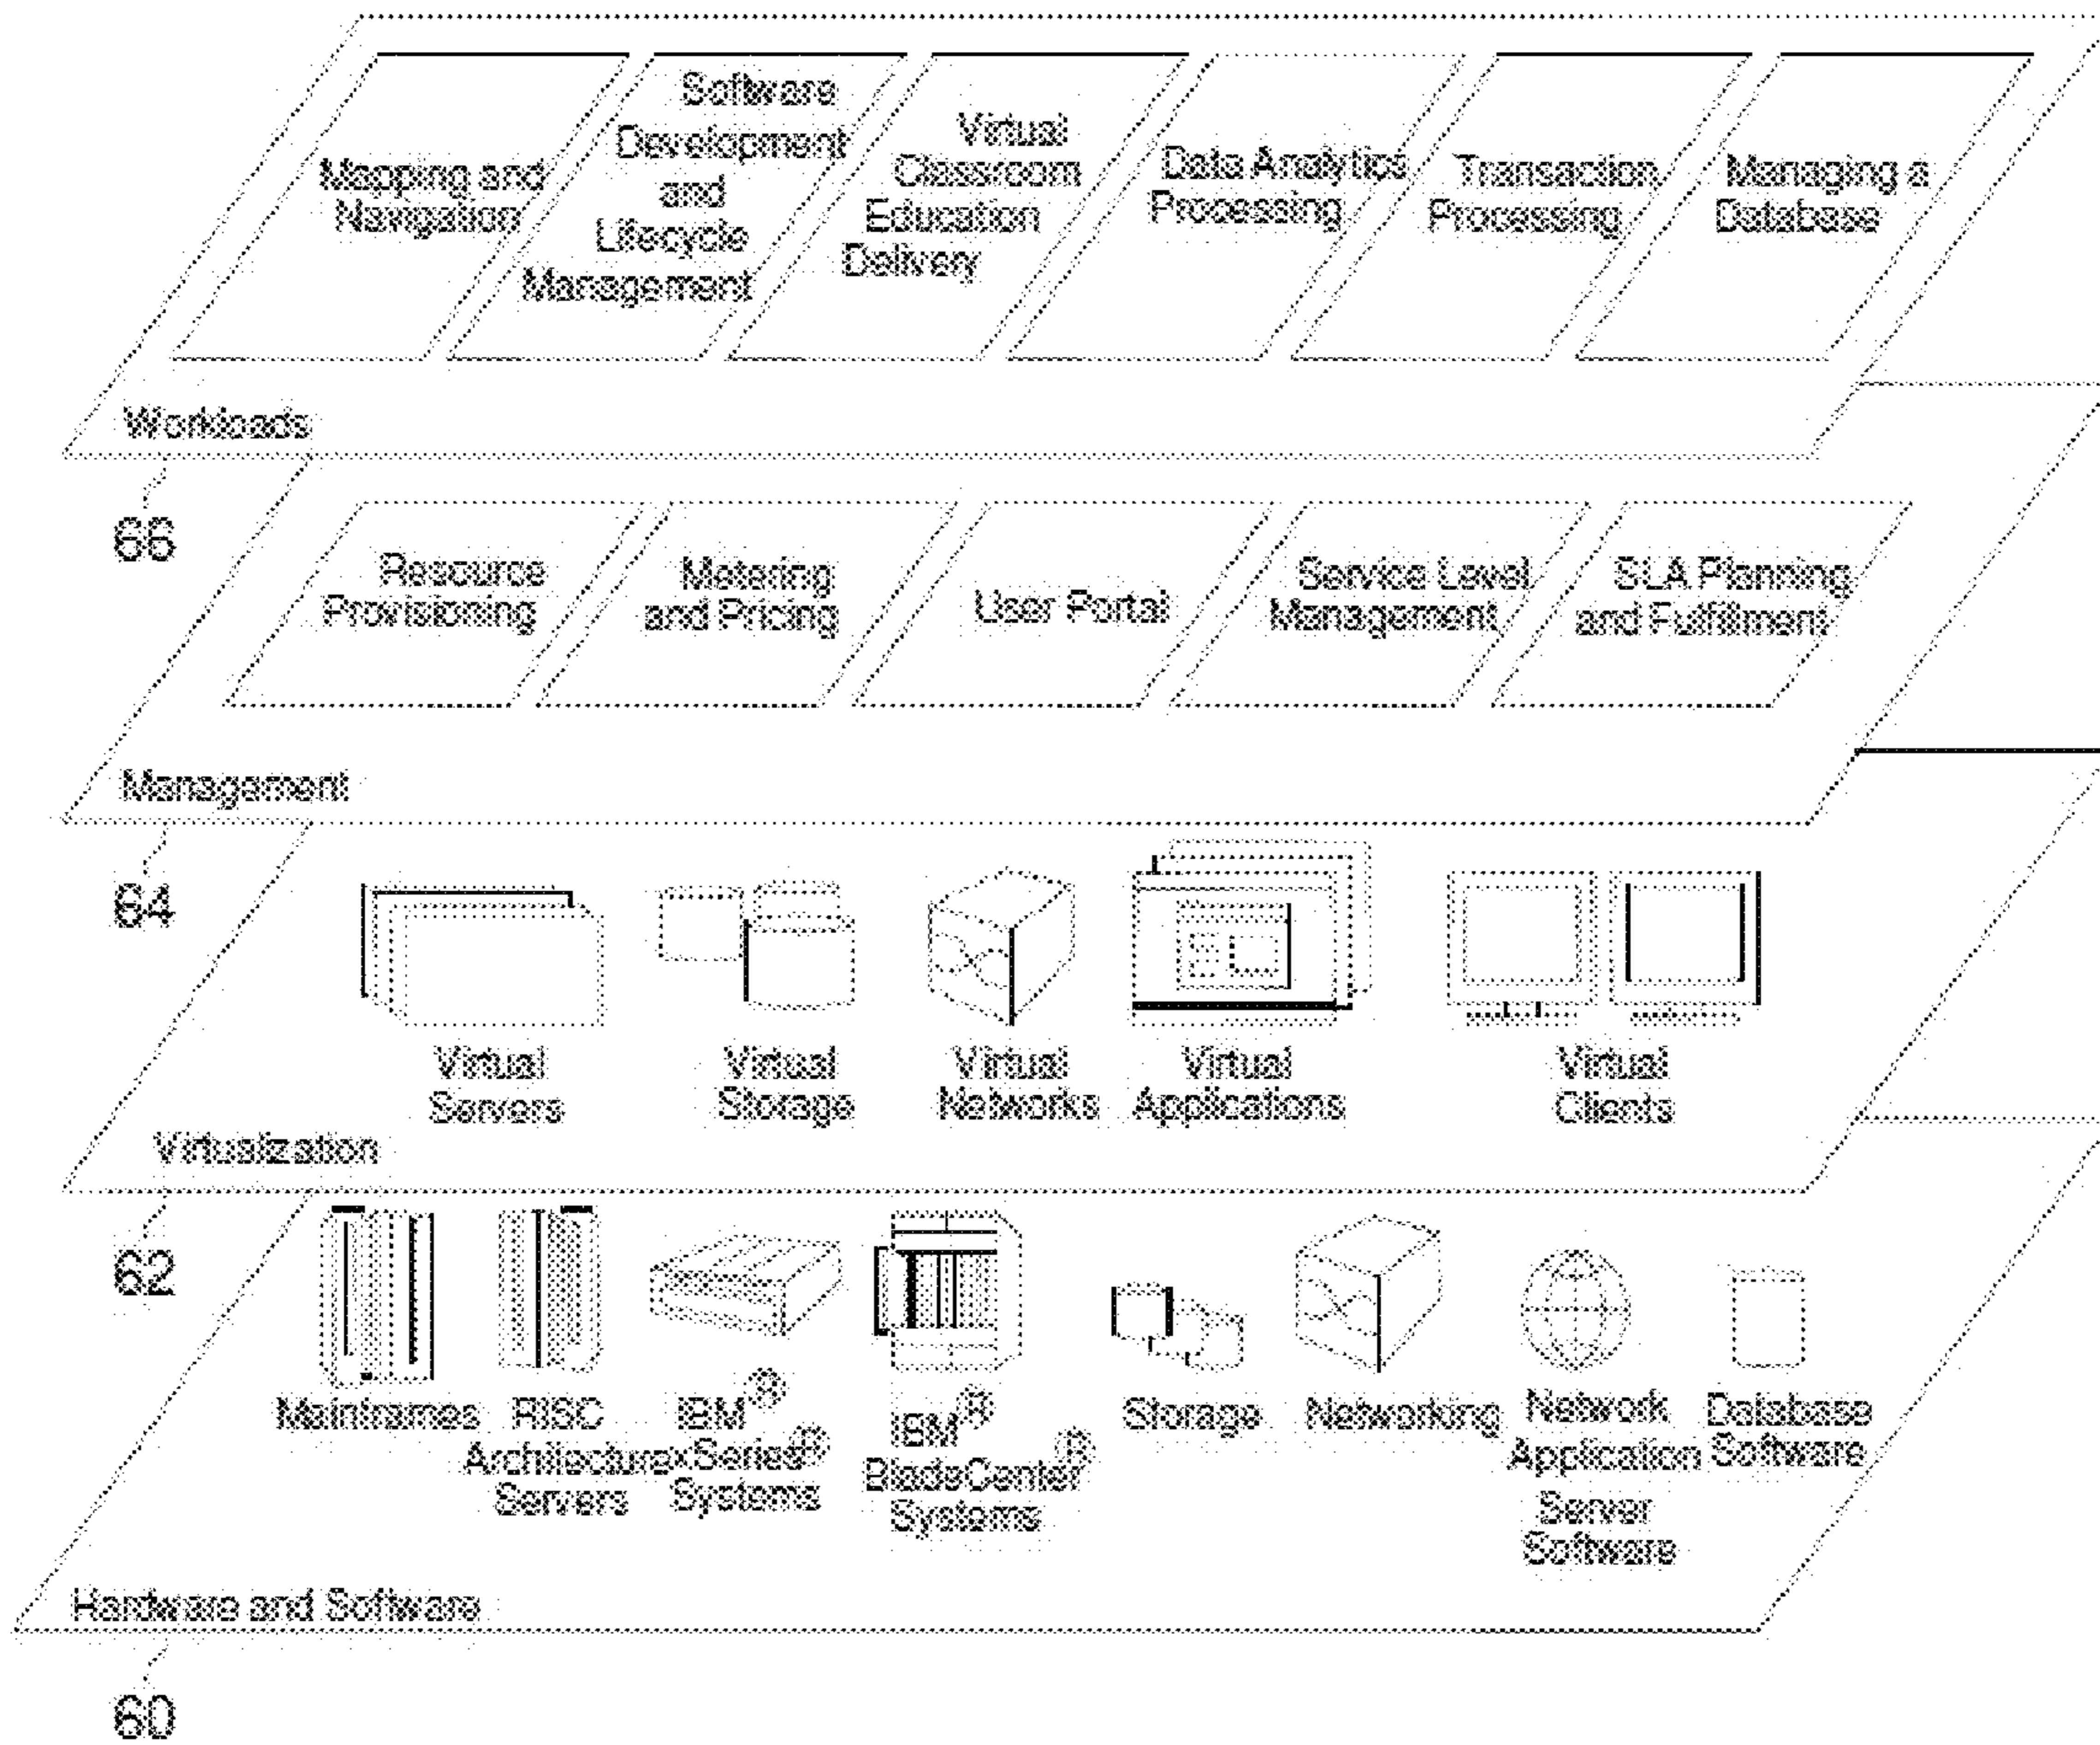 Mapping and
Navigation
Software
Development
and
Lifecycle
Management
Virtual
Classroom
Education
Delivery
Data Analytics
Processing
Transaction
Processing
Managing a
Database
Workloads
66
Resource
Provisioning
Metering
and Pricing
User Portal
Service Level
Management
SLA Planning
and Fulfillment
Management
64
Virtual
Servers
Virtual
Storage
Virtual
Networks
Virtual
Applications
Virtual
Clients
Virtualization
62
Mainframes
RISC
Architecture
Servers
IBM®
xSeries®
Systems
IBM®
BladeCenter®
Systems
Storage
Networking
Network
Application
Server
Software
Database
Software
Hardware and Software
60